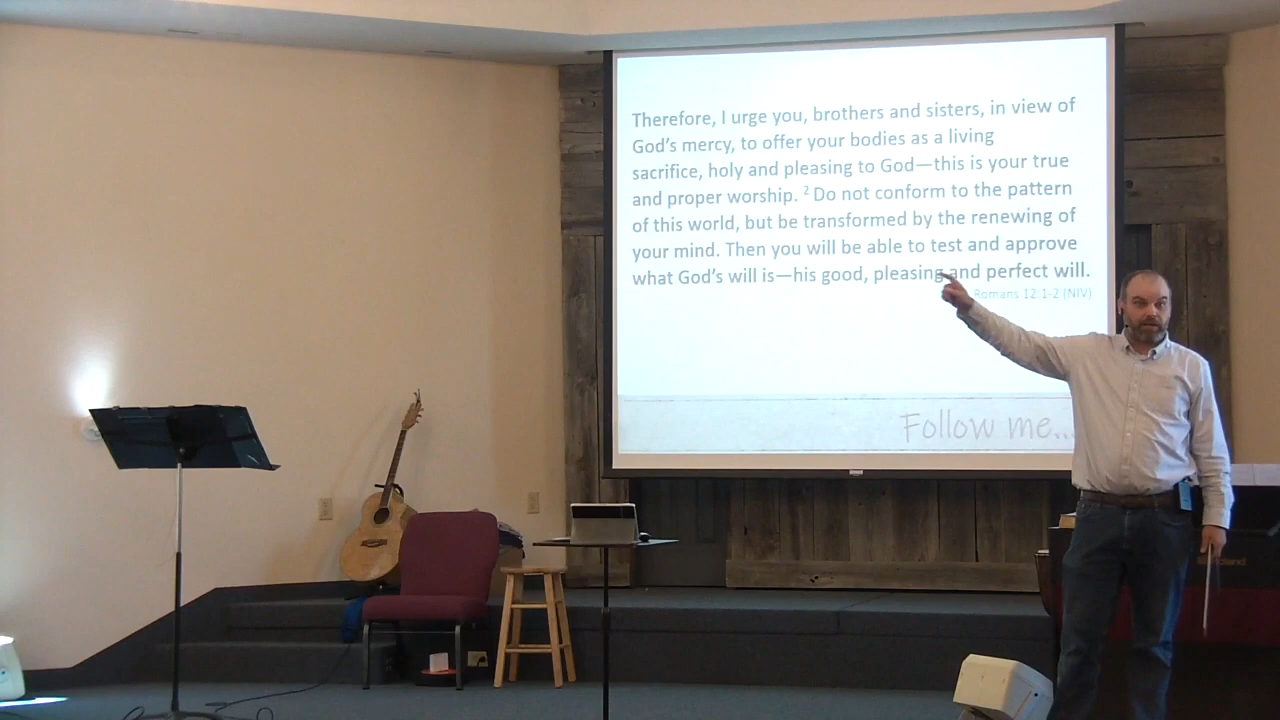 Therefore, I urge you, brothers and sisters, in view of
God's mercy, to offer your bodies as a living
sacrifice, holy and pleasing to God—this is your true
and proper worship. ² Do not conform to the pattern
of this world, but be transformed by the renewing of
your mind. Then you will be able to test and approve
what God's will is—his good, pleasing and perfect will.
Romans 12:1-2 (NIV)
Follow me...
Roland